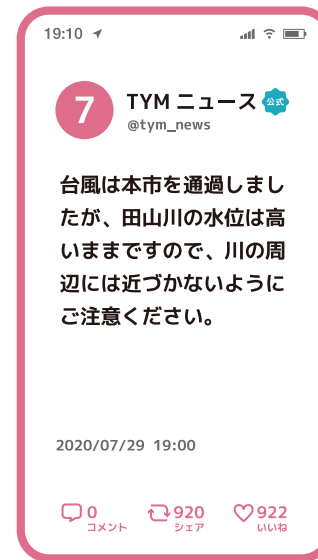 19:10
7
TYM ニュース 公式
@tym_news
台風は本市を通過しまし
たが、田山川の水位は高
いままですので、川の周
辺には近づかないように
ご注意ください。
2020/07/29 19:00
0 920 922
コメント シェア いいね